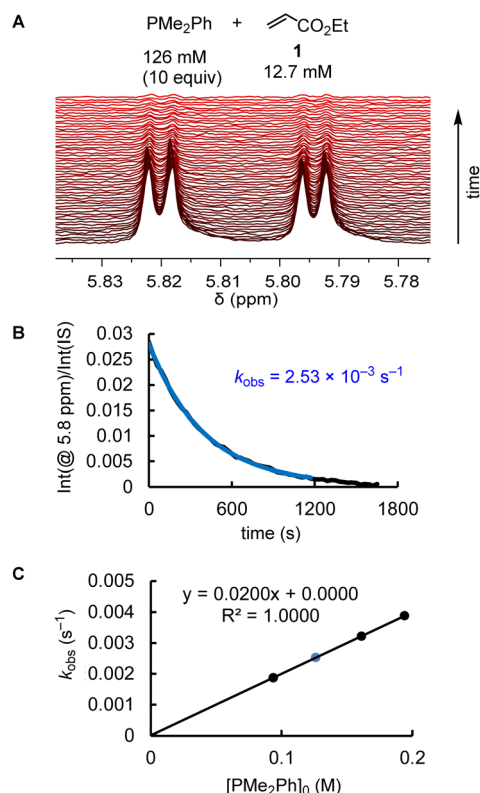 A
PMe₂Ph + CO₂Et
126 mM 1
(10 equiv) 12.7 mM
time
5.83 5.82 5.81 5.80 5.79 5.78
δ (ppm)
B
0.03
0.025
0.02
0.015
0.01
0.005
0
Int(@ 5.8 ppm)/Int(IS)
k_obs = 2.53 × 10⁻³ s⁻¹
0 600 1200 1800
time (s)
C
0.005
0.004
0.003
0.002
0.001
0.000
k_obs (s⁻¹)
y = 0.0200x + 0.0000
R² = 1.0000
0 0.1 0.2
[PMe₂Ph]₀ (M)